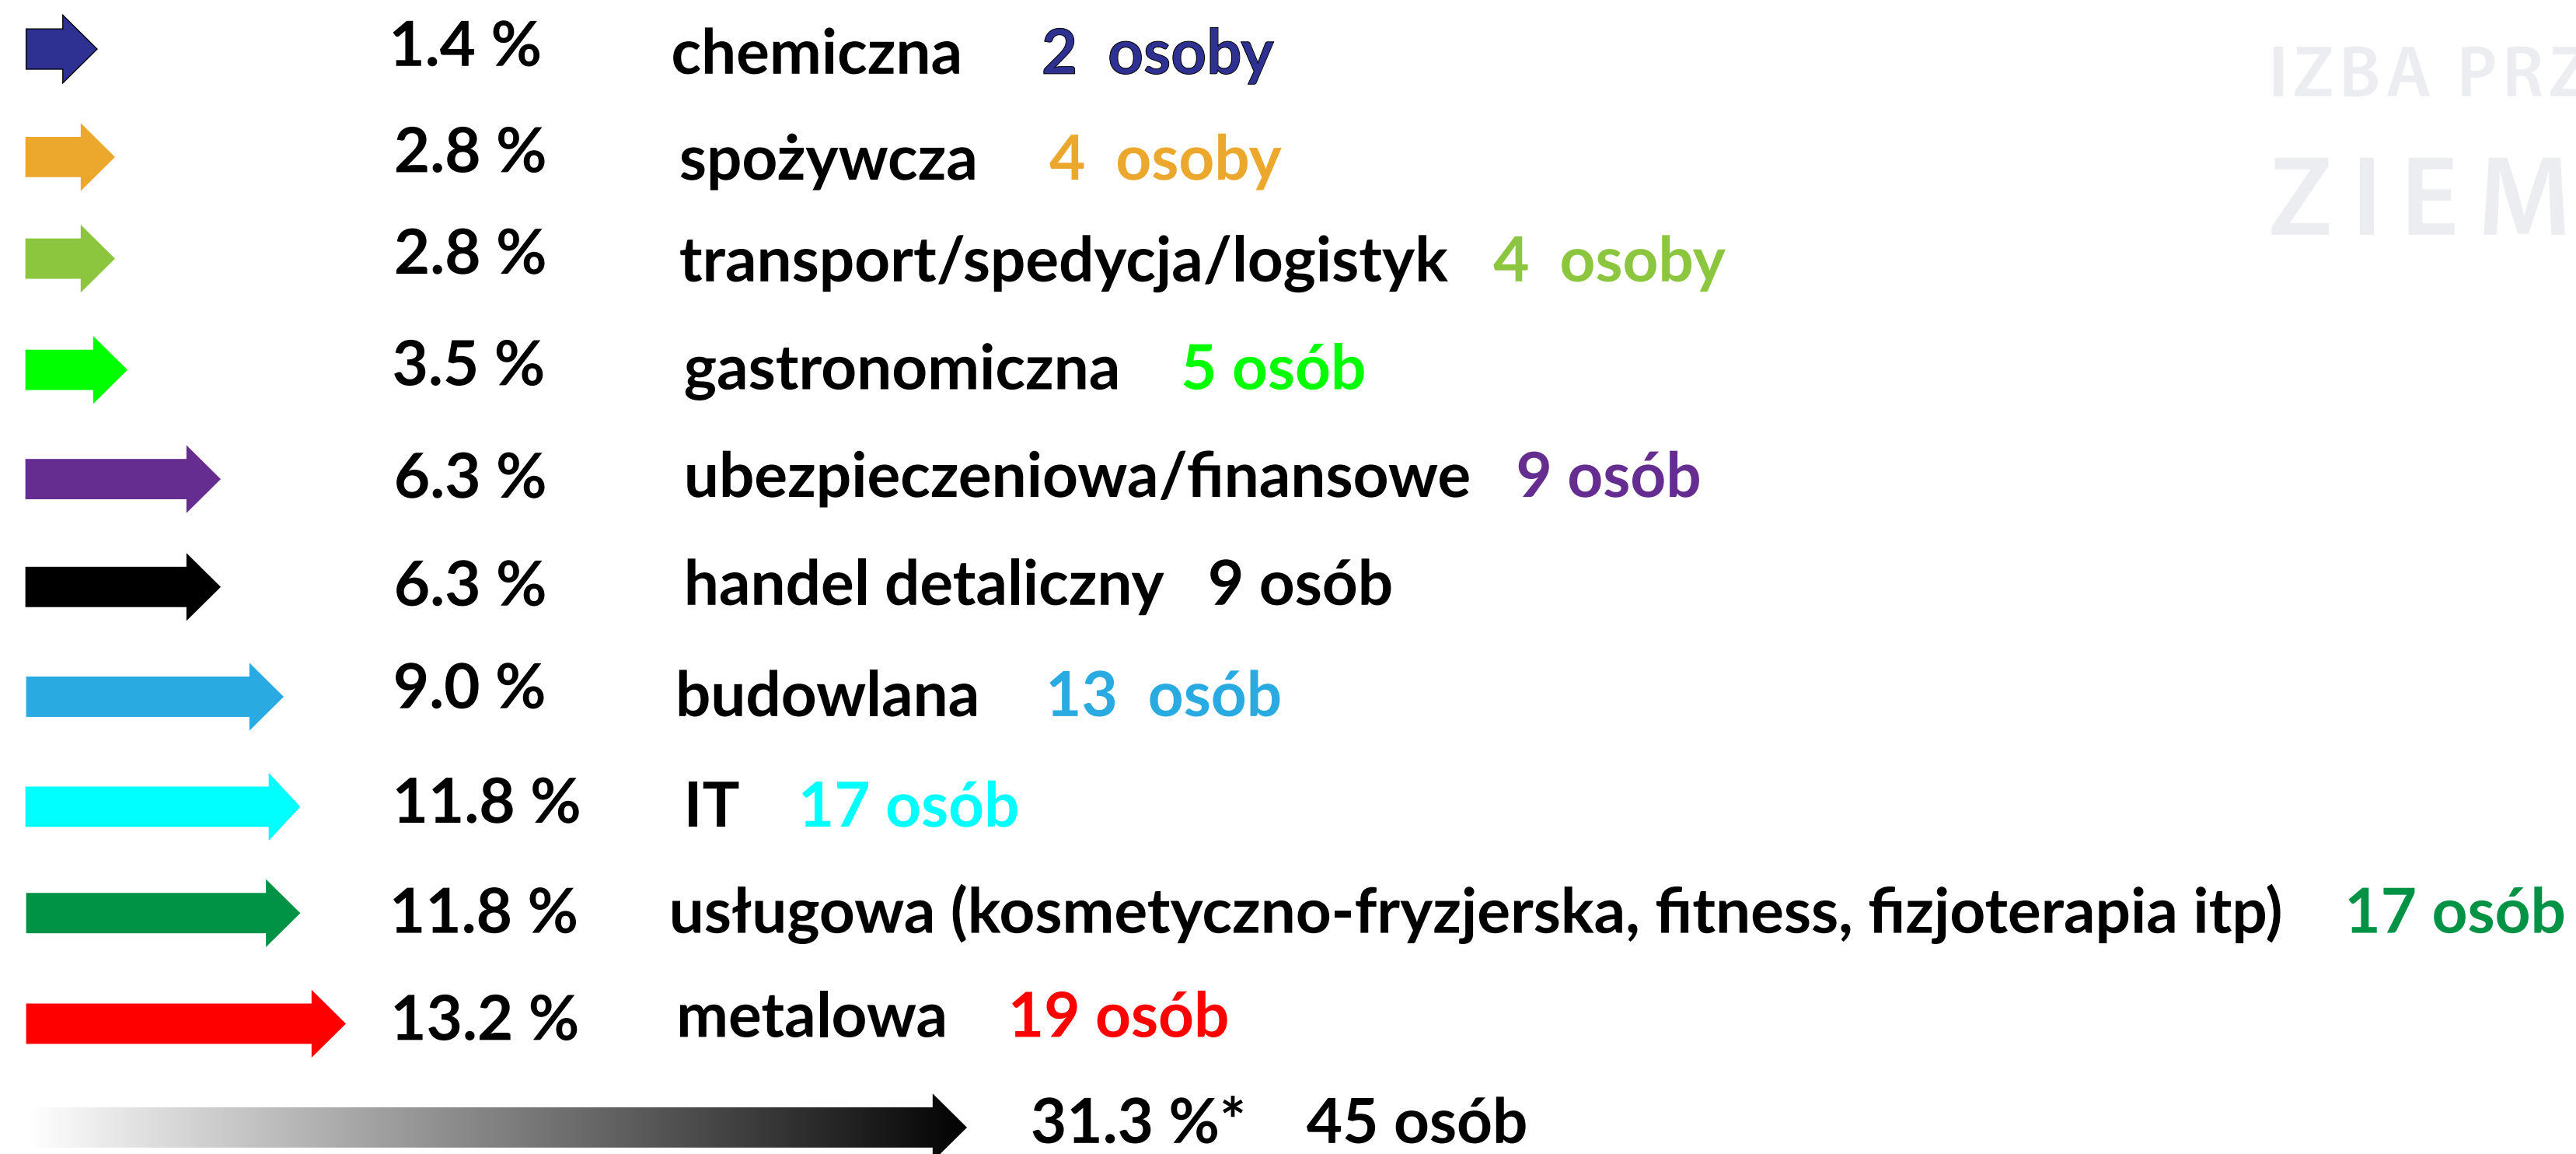 1.4 % chemiczna 2 osoby
IZBA
2.8 % spożywcza 4 osoby
2.8 % transport/spedycja/logistyk 4 osoby
3.5 % gastronomiczna 5 osób
6.3 % ubezpieczeniowa/finansowe 9 osób
6.3 % handel detaliczny 9 osób
9.0 % budowlana 13 osób
11.8 % IT 17 osób
11.8 % usługowa (kosmetyczno-fryzjerska, fitness, fizjoterapia itp) 17 osób
13.2 % metalowa 19 osób
31.3 %* 45 osób